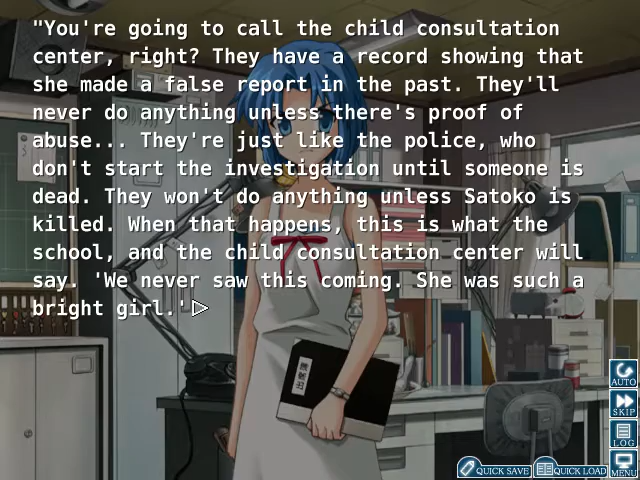 "You're going to call the child consultation
center, right? They have a record showing that
she made a false report in the past. They'll
never do anything unless there's proof of
abuse... They're just like the police, who
don't start the investigation until someone is
dead. They won't do anything unless Satoko is
killed. When that happens, this is what the
school, and the child consultation center will
say. 'We never saw this coming. She was such a
bright girl.'
出席簿
AUTO
SKIP
LOG
QUICK SAVE
QUICK LOAD
MENU